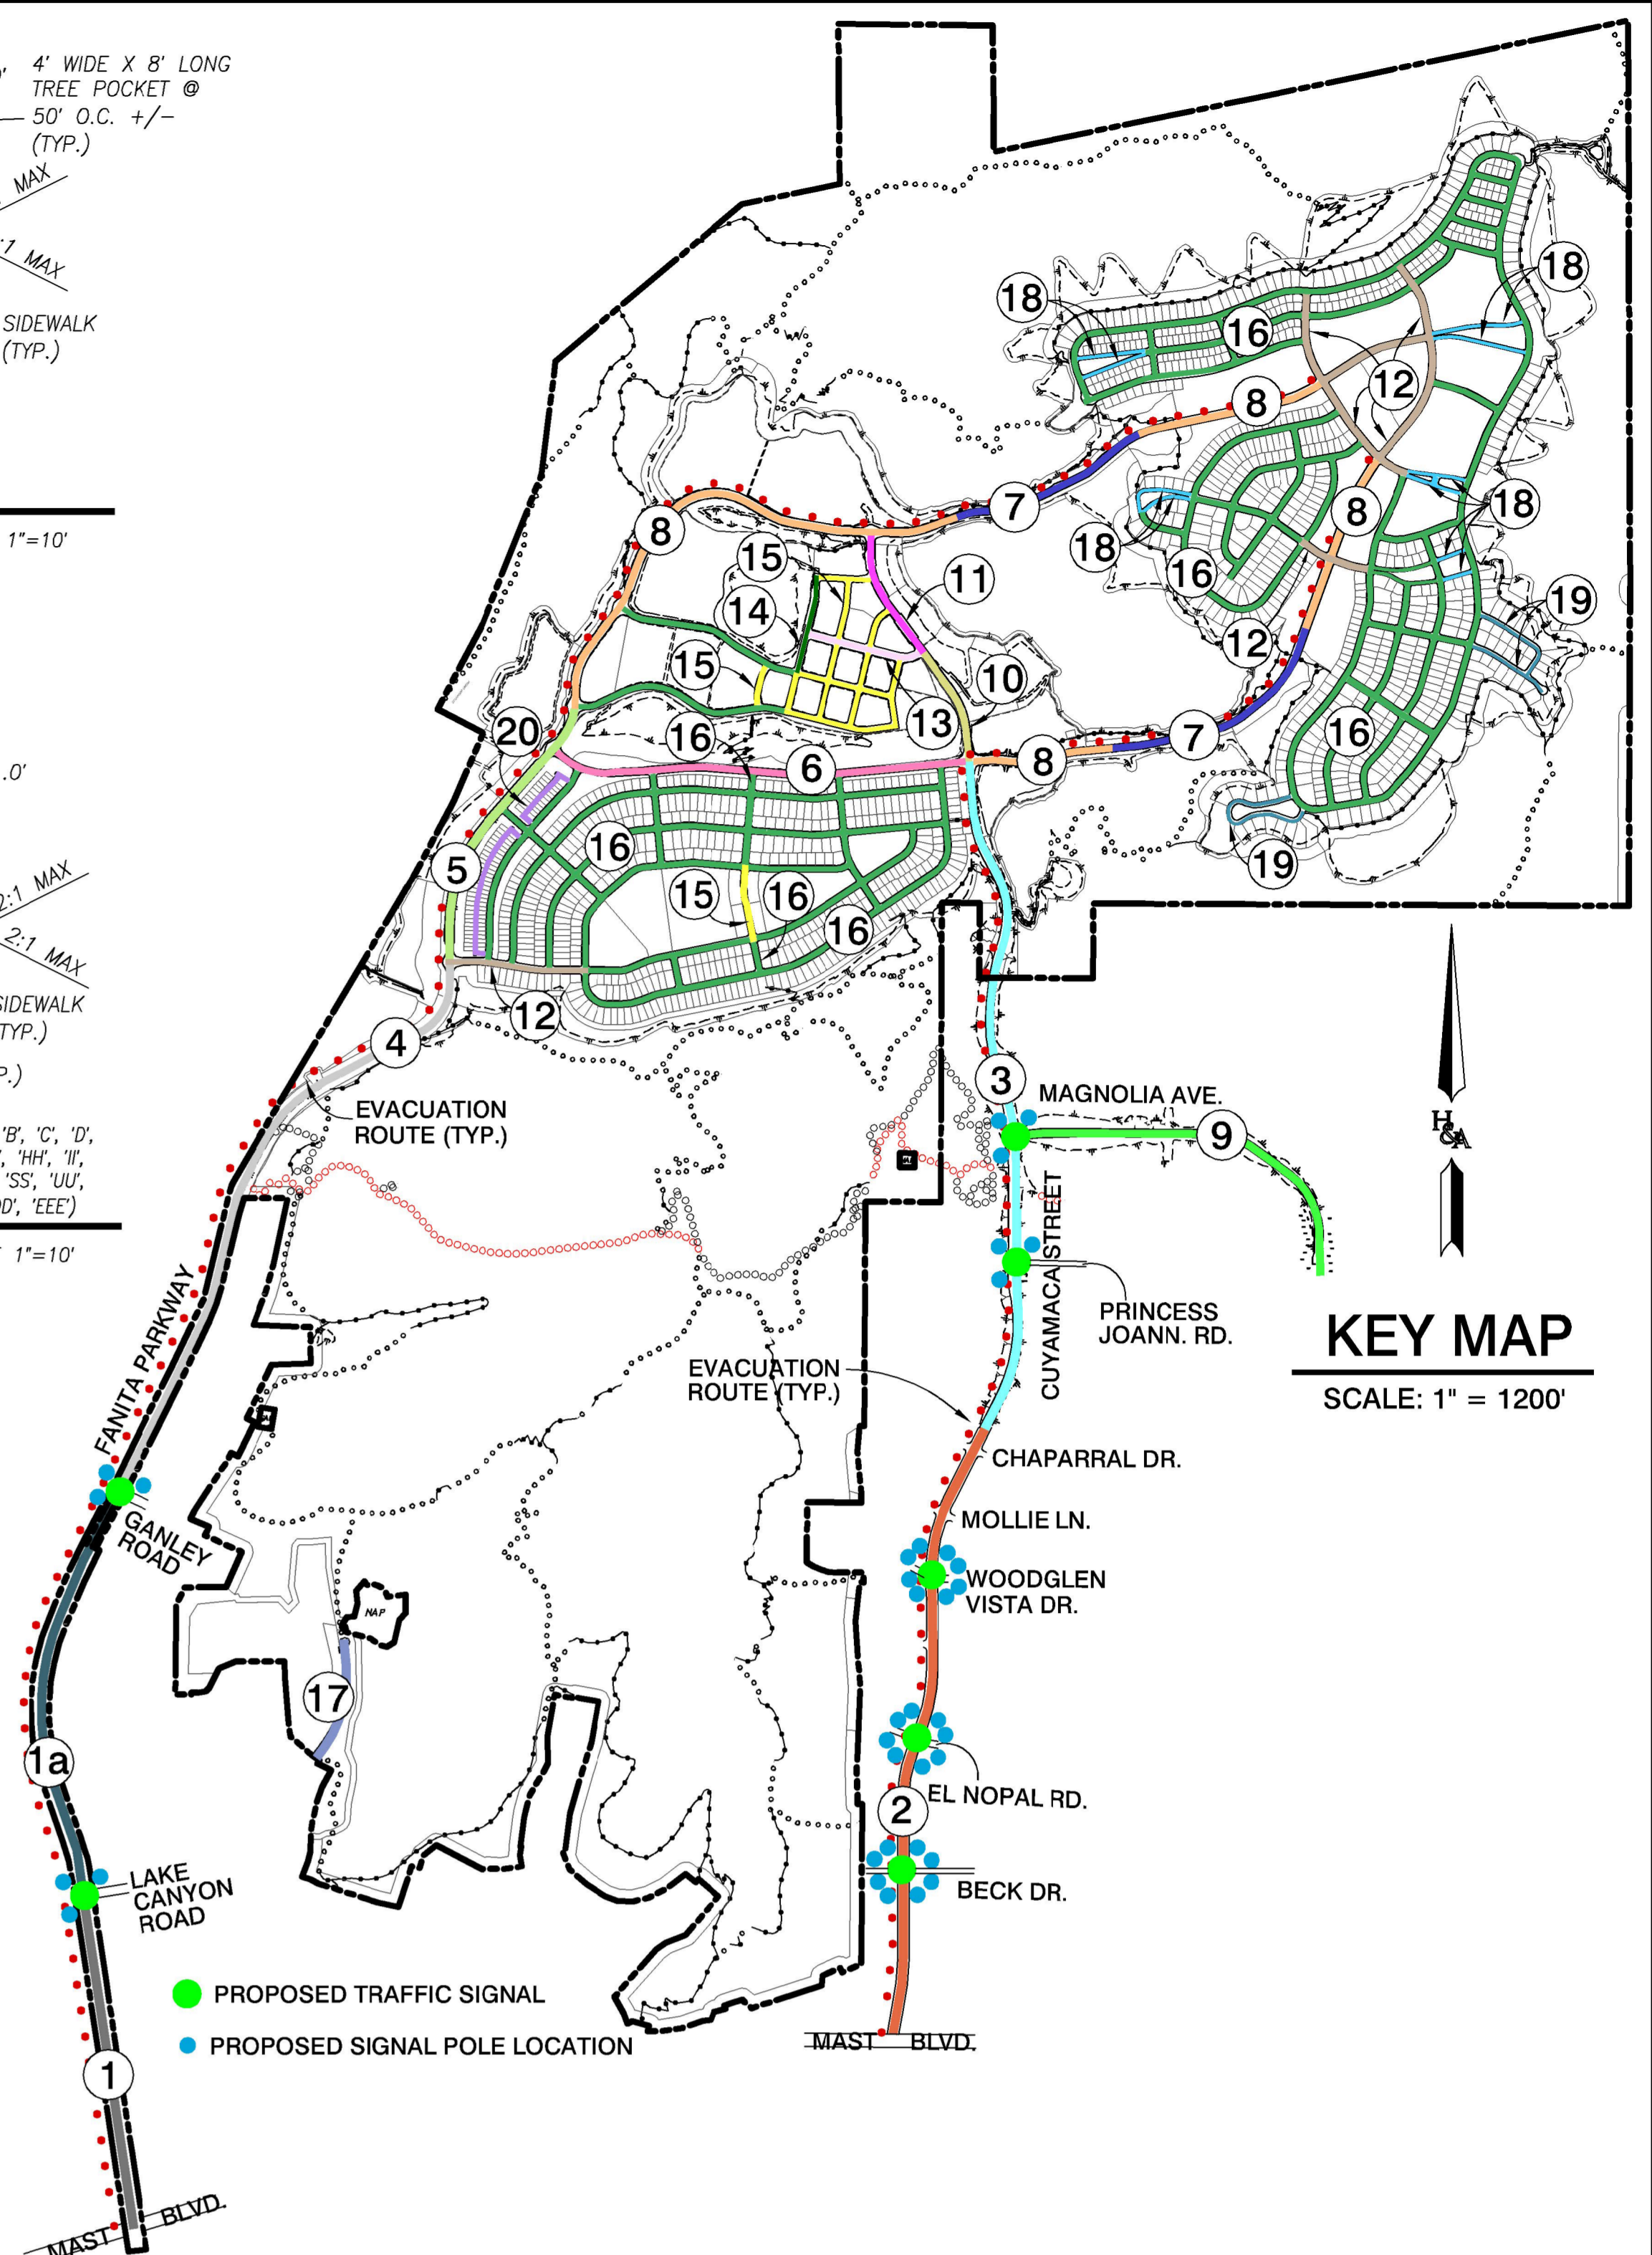 4' WIDE X 8' LONG
TREE POCKET @
50' O.C. +/-
(TYP.)
MAX
:1 MAX
SIDEWALK
(TYP.)
1"=10'
.0'
2:1 MAX
2:1 MAX
SIDEWALK
TYP.)
P.)
'B', 'C', 'D',
'HH', 'II',
'SS', 'UU',
'EEE')
1"=10'
18
18
16
12
8
7
8
8
18
15
11
18
16
14
19
12
15
10
13
20
16
7
16
6
8
5
16
19
15
16
16
12
4
3
MAGNOLIA AVE.
EVACUATION
ROUTE (TYP.)
9
H&A
CUYAMACA STREET
PRINCESS
JOANN. RD.
KEY MAP
SCALE: 1" = 1200'
FANITA PARKWAY
EVACUATION
ROUTE (TYP.)
CHAPARRAL DR.
MOLLIE LN.
GANLEY
ROAD
WOODGLEN
VISTA DR.
NAP
17
1a
EL NOPAL RD.
2
LAKE
CANYON
ROAD
BECK DR.
PROPOSED TRAFFIC SIGNAL
PROPOSED SIGNAL POLE LOCATION
MAST BLVD.
1
MAST BLVD.